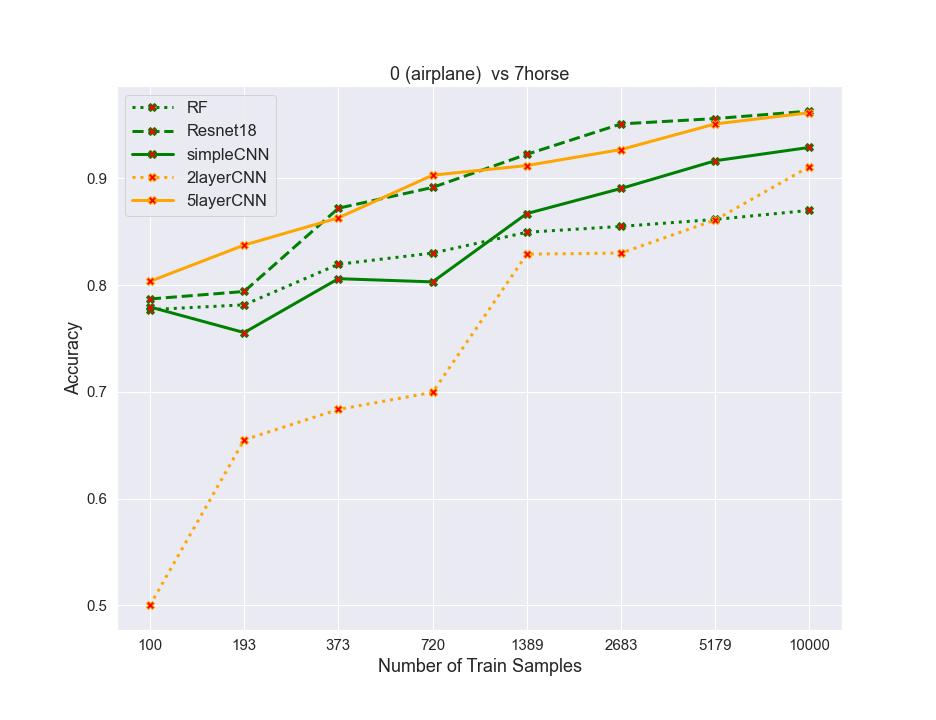 0 (airplane)  vs 7horse
RF
Resnet18
simpleCNN
2layerCNN
5layerCNN
0.9
0.8
0.7
0.6
0.5
Accuracy
100 193 373 720 1389 2683 5179 10000
Number of Train Samples